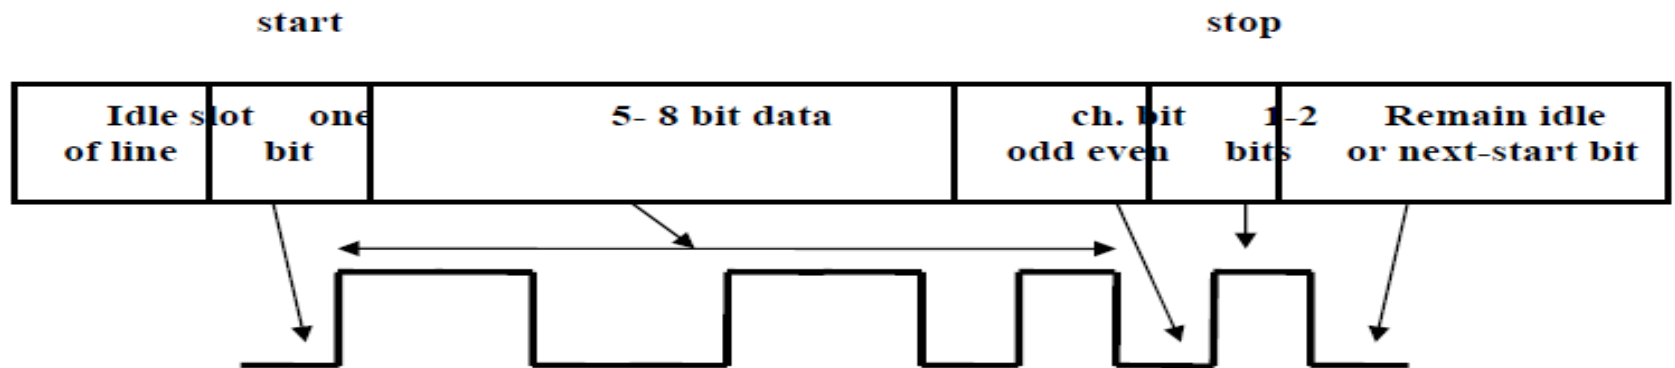 start stop
Idle slot one 5- 8 bit data ch. bit 1-2 Remain idle
of line bit odd even bits or next-start bit